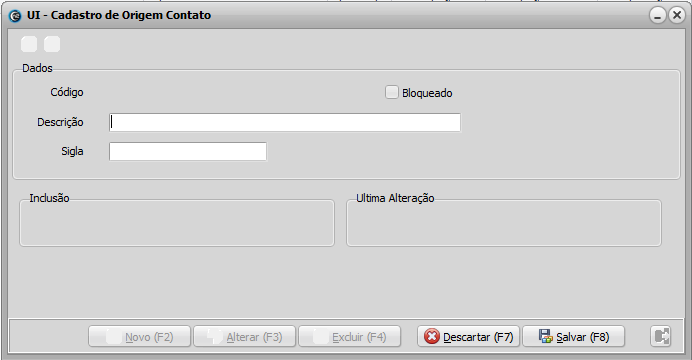 UI - Cadastro de Origem Contato
Dados
Código
Bloqueado
Descrição
Sigla
Inclusão
Ultima Alteração
Novo (F2)
Alterar (F3)
Excluir (F4)
Descartar (F7)
Salvar (F8)